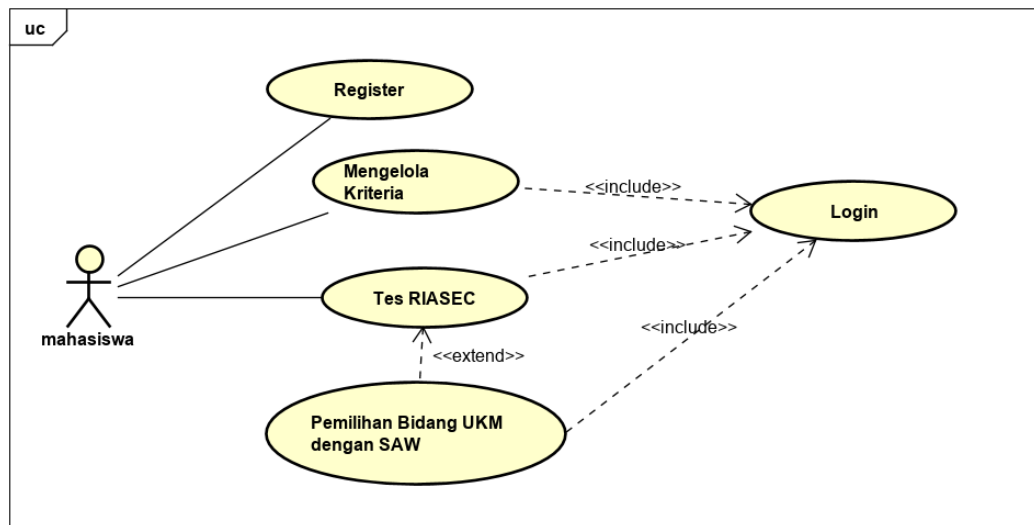 uc
Register
Mengelola
Kriteria
<<include>>
Login
<<include>>
Tes RIASEC
mahasiswa
<<include>>
<<extend>>
Pemilihan Bidang UKM
dengan SAW